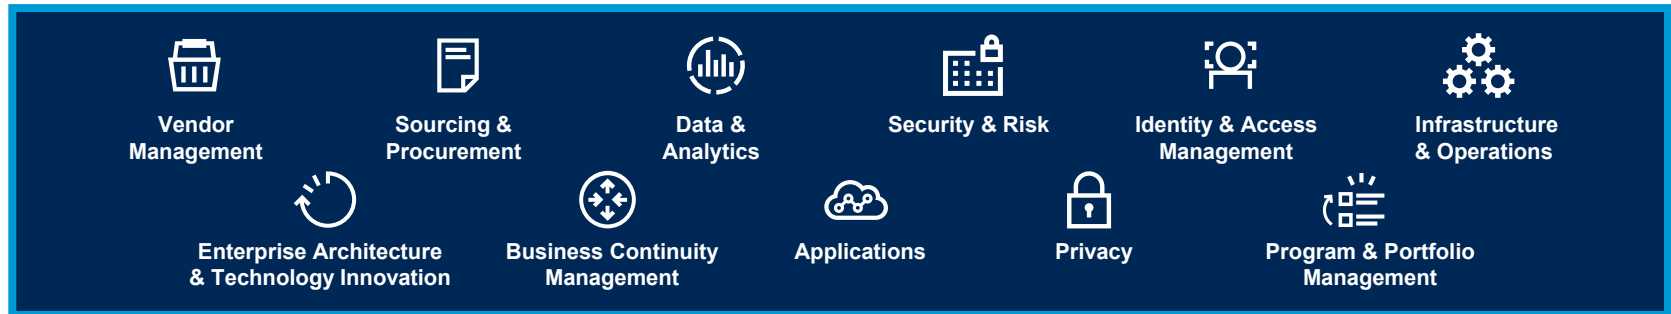 Vendor
Management
Sourcing &
Procurement
Data &
Analytics
Security & Risk
Identity & Access
Management
Infrastructure
& Operations
Enterprise Architecture
& Technology Innovation
Business Continuity
Management
Applications
Privacy
Program & Portfolio
Management